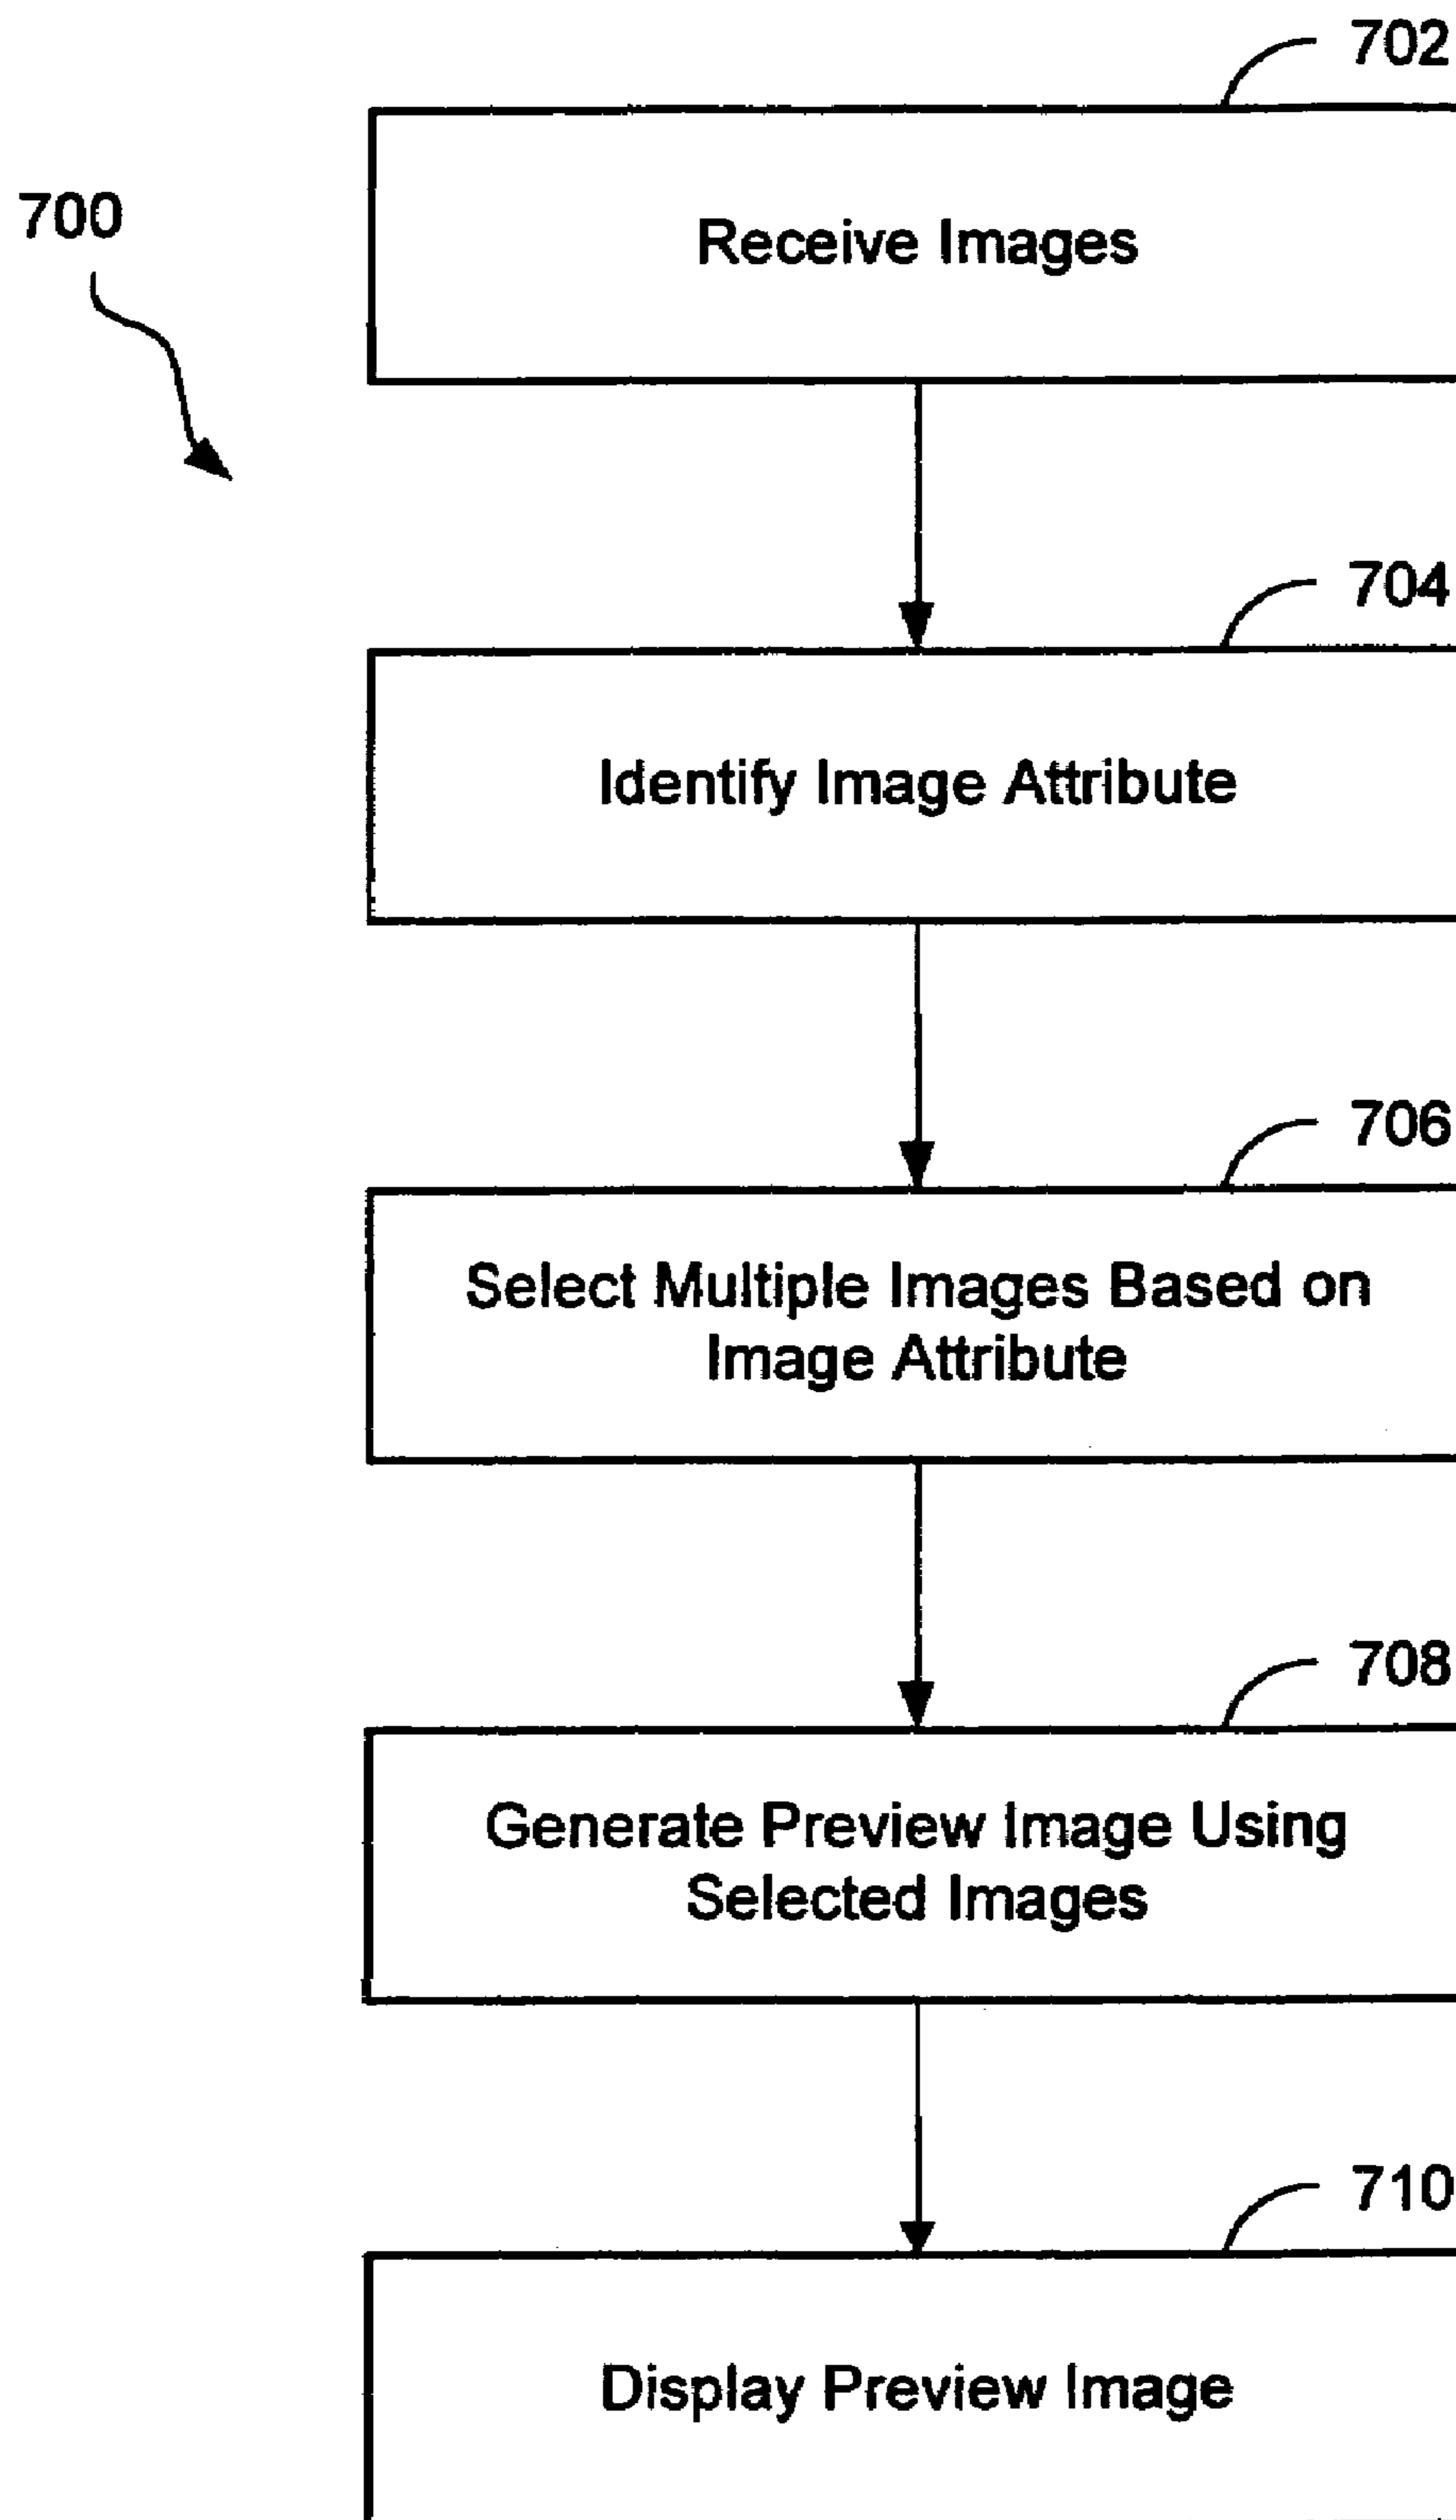 702
700
Receive Images
704
Identify Image Attribute
706
Select Multiple Images Based on
Image Attribute
708
Generate Preview Image Using
Selected Images
710
Display Preview Image